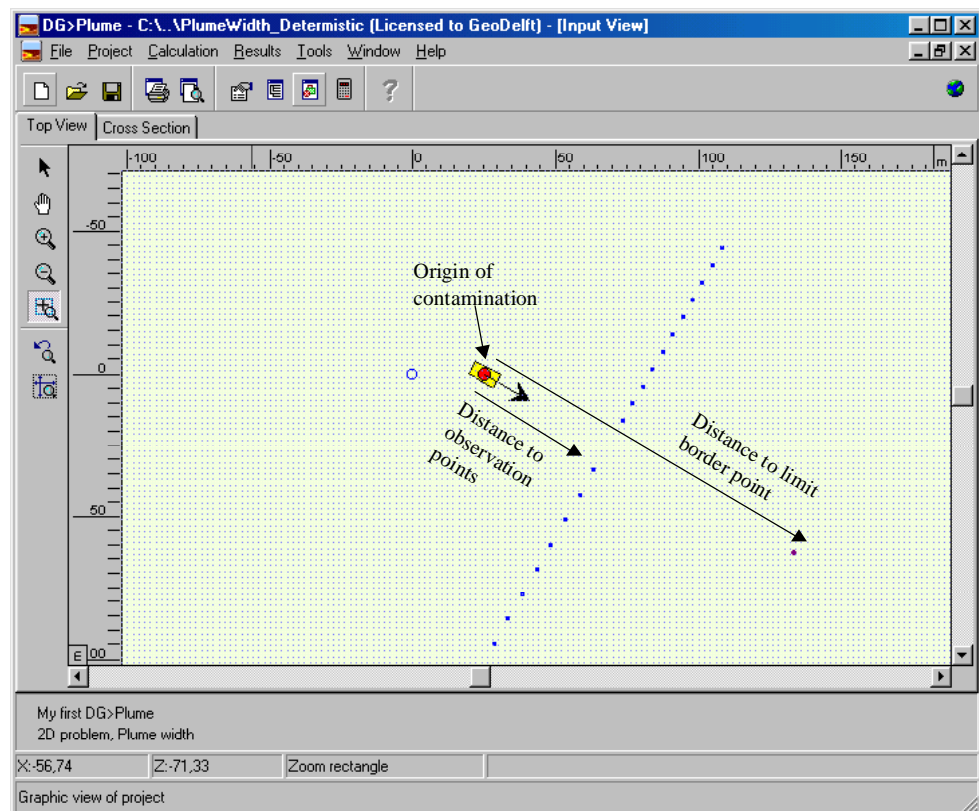 DG>Plume - C:\..\PlumeWidth_Determistic (Licensed to GeoDelft) - [Input View]
File Project Calculation Results Tools Window Help
Top View Cross Section
-100 -50 0 50 100 150 m
-50
0
50
00
E
Origin of
contamination
Distance to
observation
points
Distance to limit
border point
My first DG>Plume
2D problem, Plume width
X:-56,74 Z:-71,33 Zoom rectangle
Graphic view of project